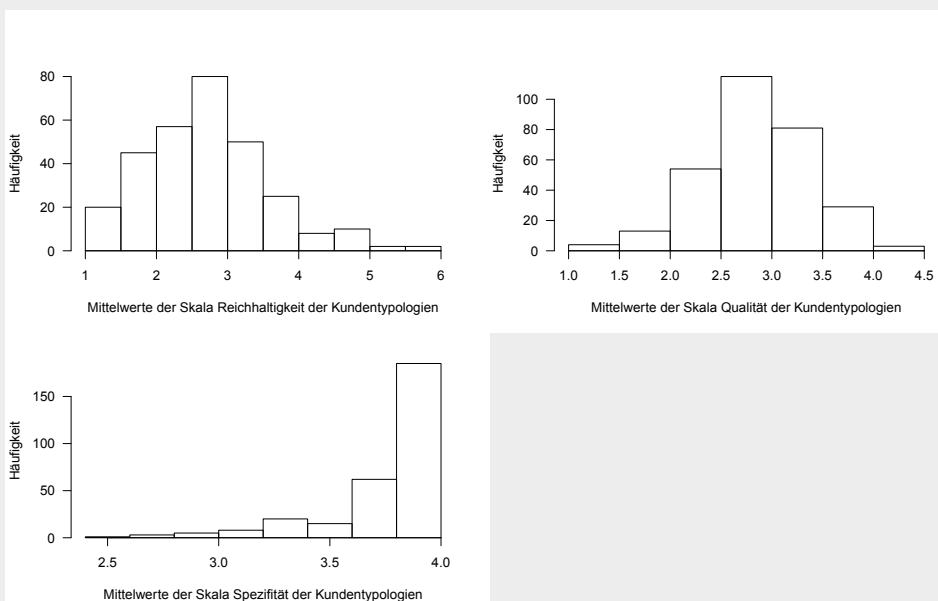 80
60
40
20
0
Häufigkeit
1 2 3 4 5 6
Mittelwerte der Skala Reichhaltigkeit der Kundentypologien
100
80
60
40
20
0
Häufigkeit
1.0 1.5 2.0 2.5 3.0 3.5 4.0 4.5
Mittelwerte der Skala Qualität der Kundentypologien
150
100
50
0
Häufigkeit
2.5 3.0 3.5 4.0
Mittelwerte der Skala Spezifität der Kundentypologien